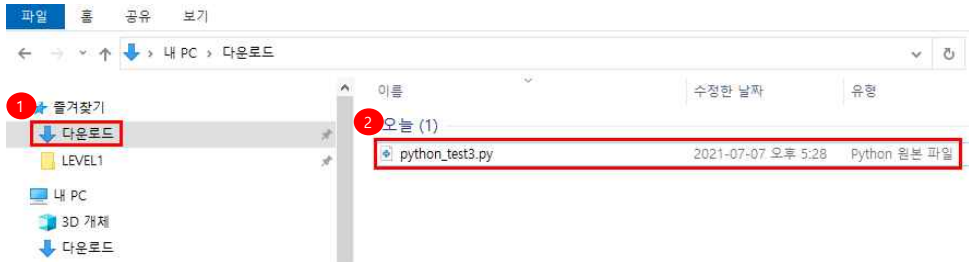 파일 홈 공유 보기
내 PC > 다운로드
이름 수정한 날짜 유형
1 즐겨찾기
2 오늘 (1)
다운로드
python_test3.py 2021-07-07 오후 5:28 Python 원본 파일
LEVEL1
내 PC
3D 개체
다운로드